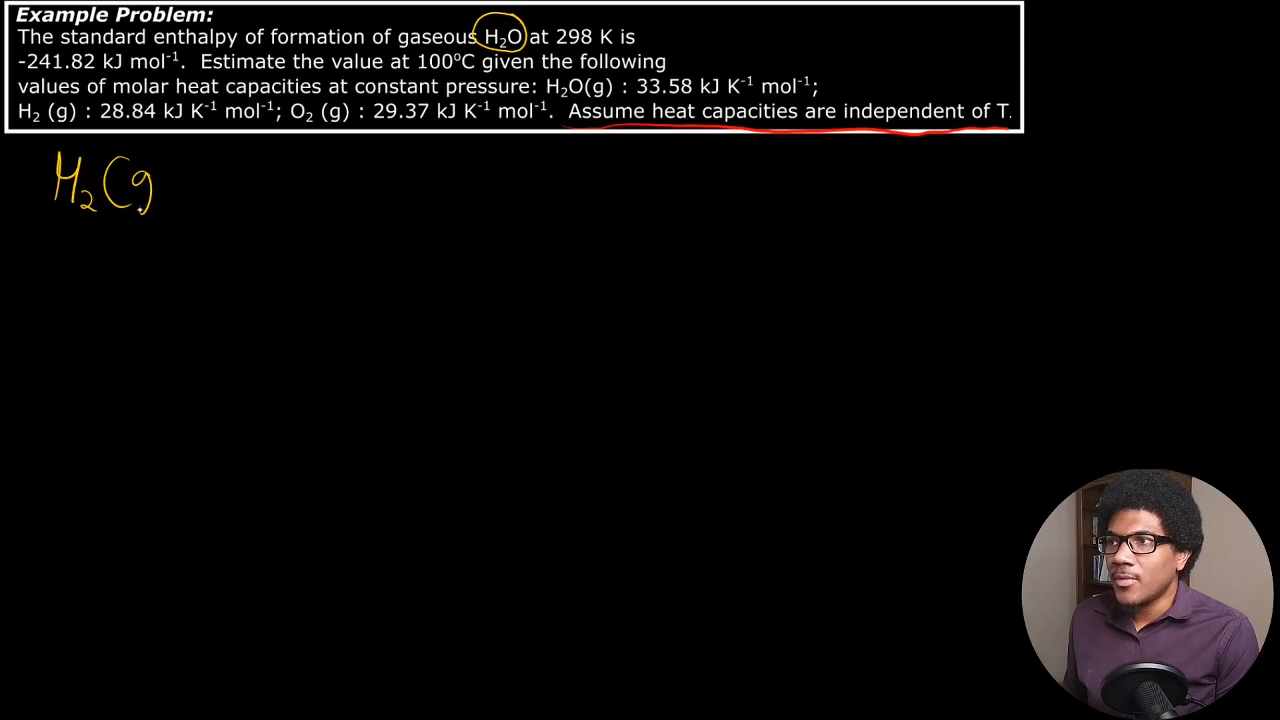 Example Problem:
The standard enthalpy of formation of gaseous H₂O at 298 K is
-241.82 kJ mol⁻¹. Estimate the value at 100°C given the following
values of molar heat capacities at constant pressure: H₂O(g) : 33.58 kJ K⁻¹ mol⁻¹;
H₂ (g) : 28.84 kJ K⁻¹ mol⁻¹; O₂ (g) : 29.37 kJ K⁻¹ mol⁻¹. Assume heat capacities are independent of T.
H₂(g